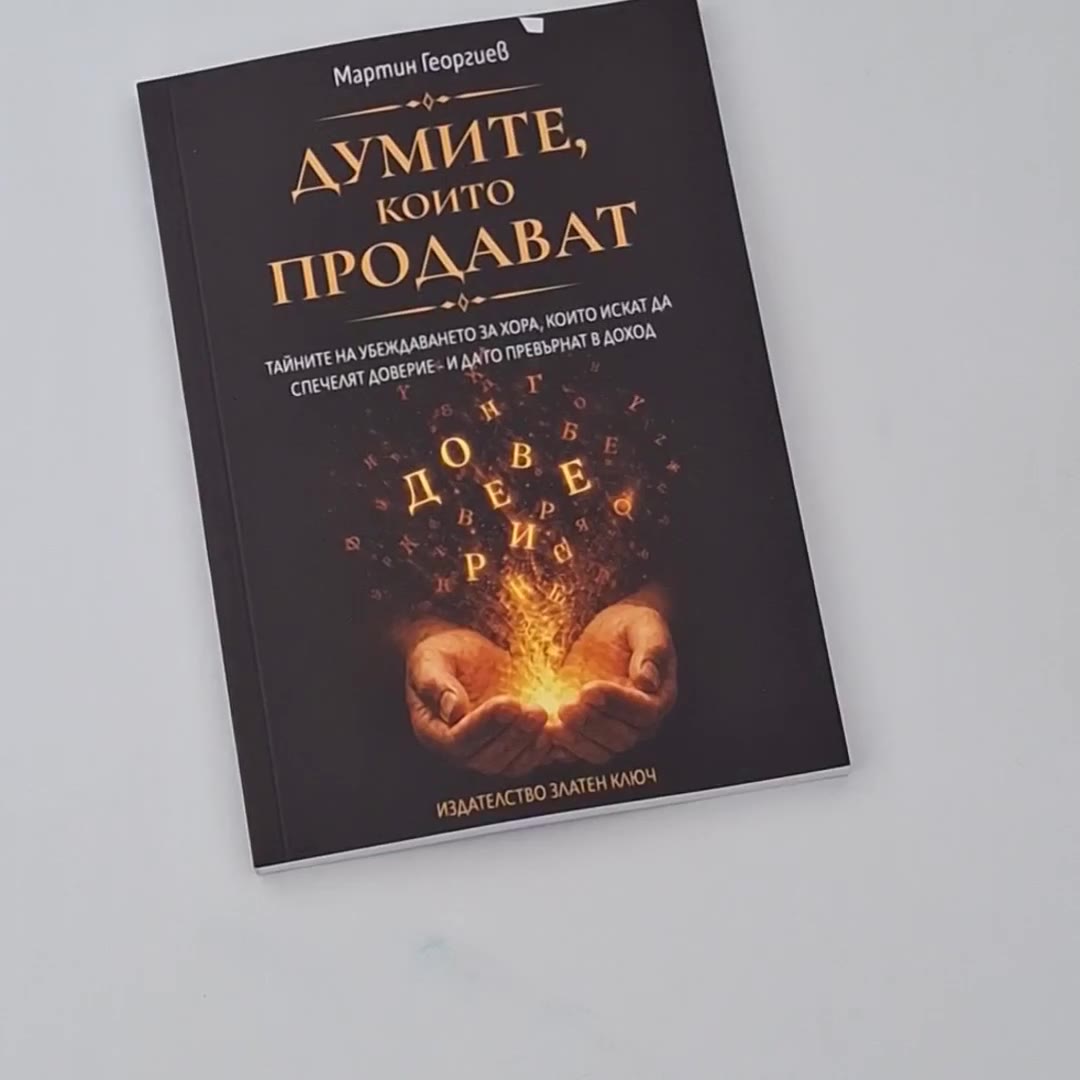 Мартин Георгиев
ДУМИТЕ,
КОИТО
ПРОДАВАТ
ТАЙНИТЕ НА УБЕЖДАВАНЕТО ЗА ХОРА, КОИТО ИСКАТ ДА
СПЕЧЕЛЯТ ДОВЕРИЕ - И ДА ГО ПРЕВЪРНАТ В ДОХОД
ДОВЕРИЕ
ИЗДАТЕЛСТВО ЗЛАТЕН КЛЮЧ